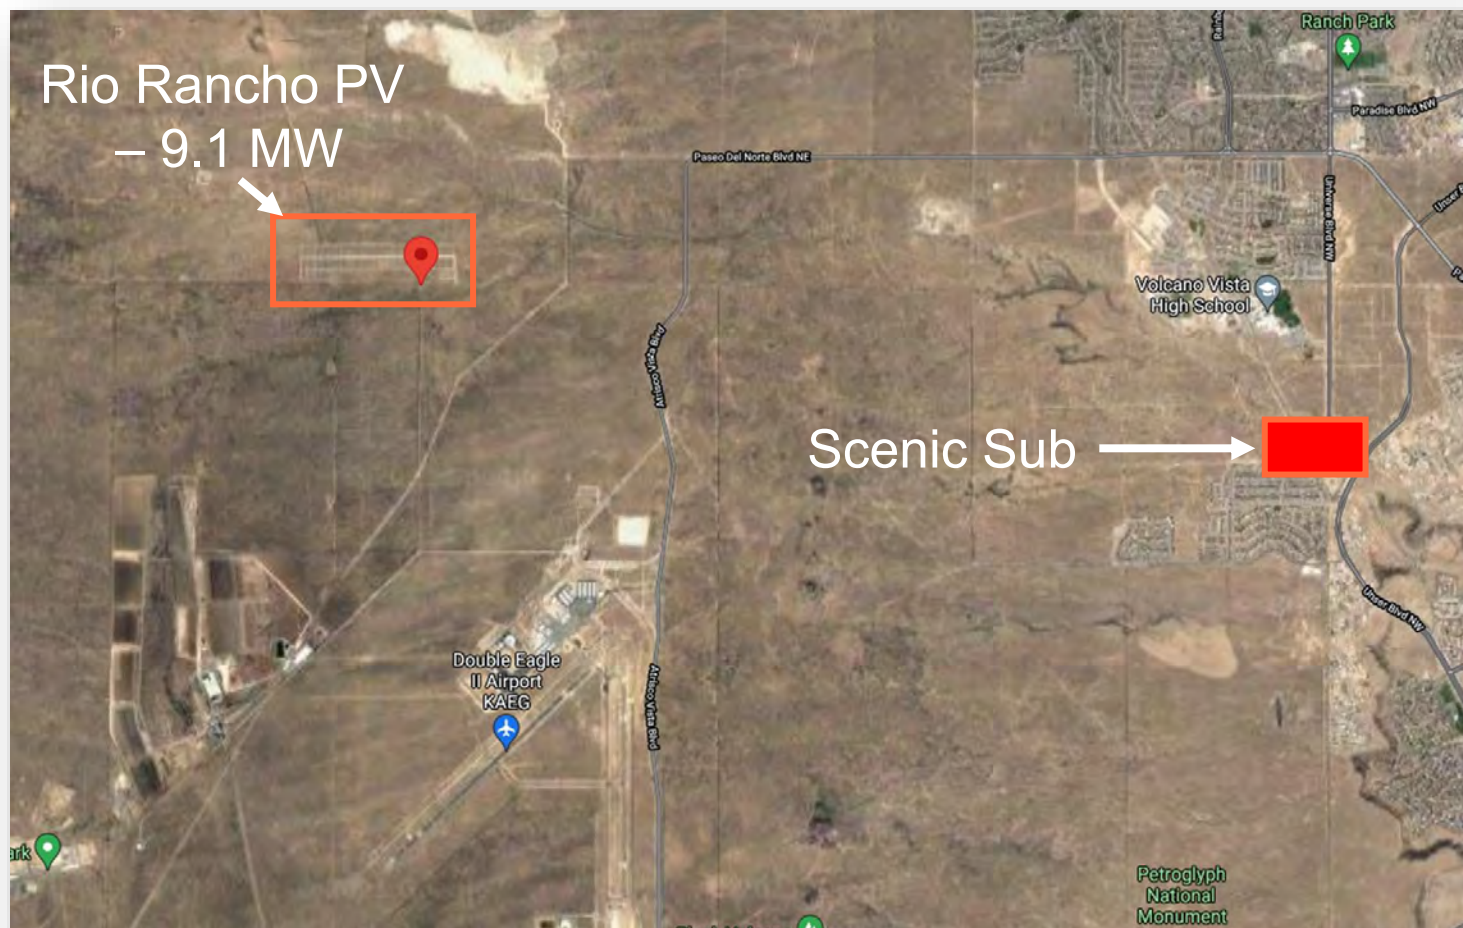 Ranch Park
Rio Rancho PV
– 9.1 MW
Paradise Blvd NW
Paseo Del Norte Blvd NE
Universe Blvd NW
Volcano Vista
High School
Atrisco Vista Blvd
Scenic Sub
Unser Blvd NW
Double Eagle
II Airport
KAEG
Atrisco Vista Blvd
Petroglyph
National
Monument